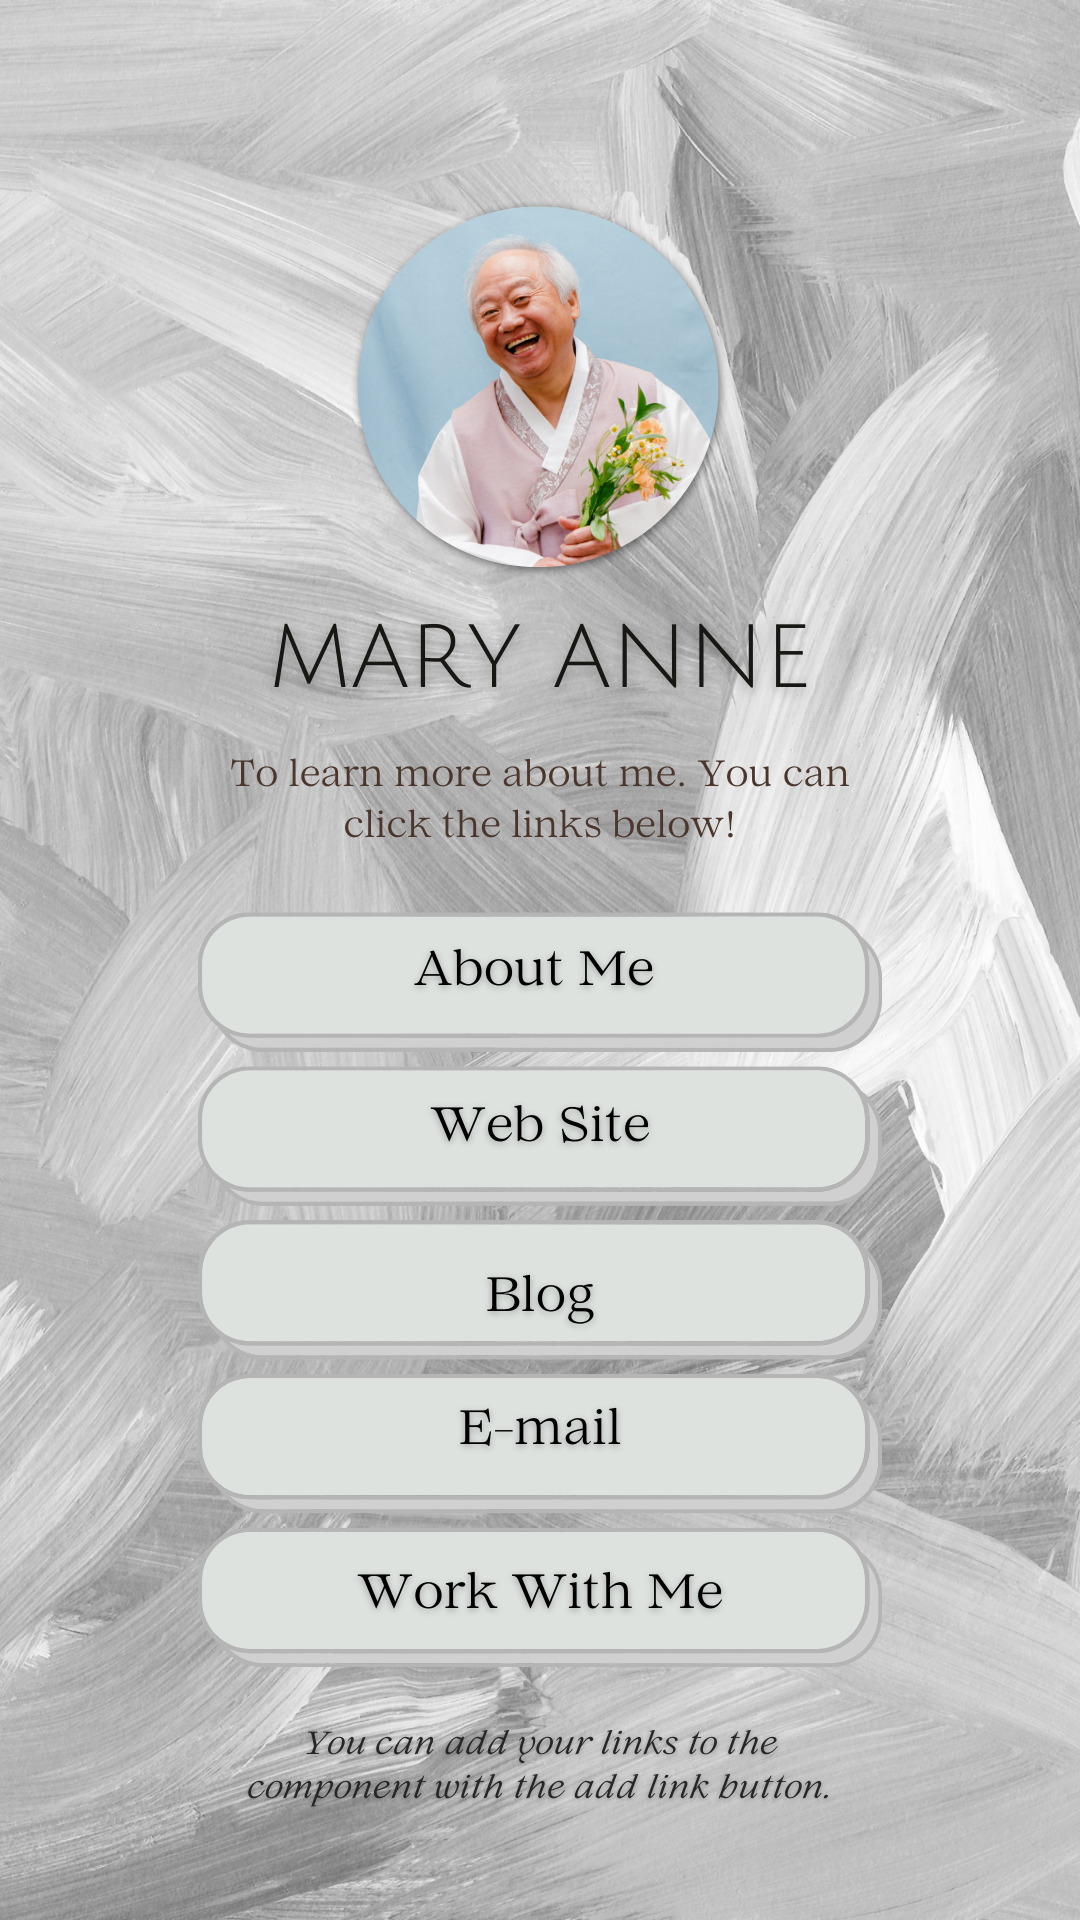 MARY ANNE
To learn more about me. You can
click the links below!
About Me
Web Site
Blog
E-mail
Work With Me
You can add your links to the
component with the add link button.